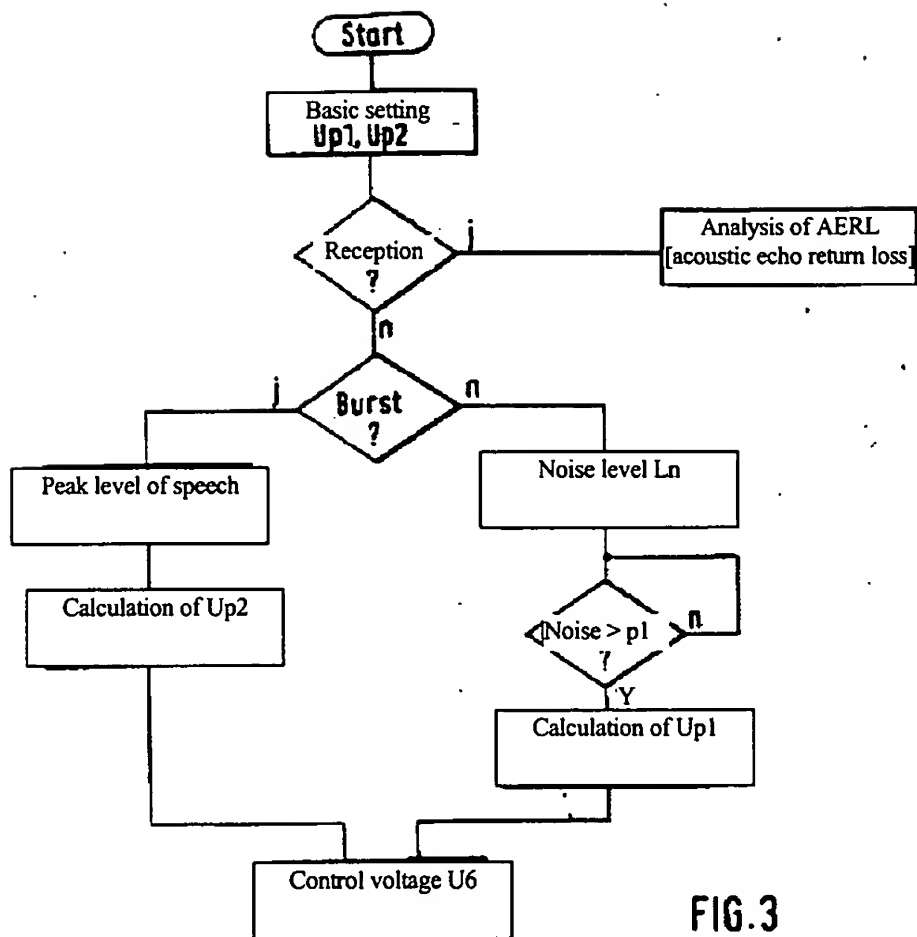 Start
Basic setting
Up1, Up2
Reception
?
j
Analysis of AERL
[acoustic echo return loss]
n
j
Burst
?
n
Peak level of speech
Noise level Ln
Calculation of Up2
Noise > p1
?
n
Y
Calculation of Up1
Control voltage U6
FIG.3